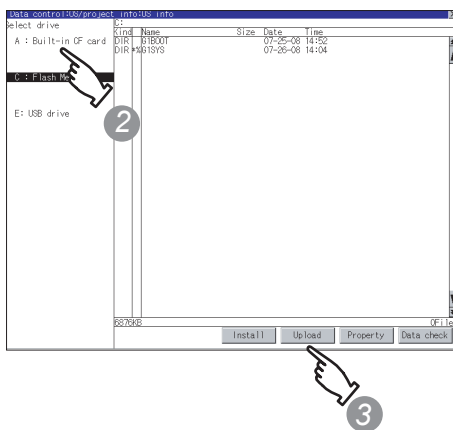 Data control:OS/project info:OS info
Select drive
C:
Kind Name Size Date Time
A : Built-in CF card
DIR G1BOOT 07-25-08 14:52
DIR *%G1SYS 07-26-08 14:04
C : Flash Me
E: USB drive
2
6876KB 0File
Install Upload Property Data check
3